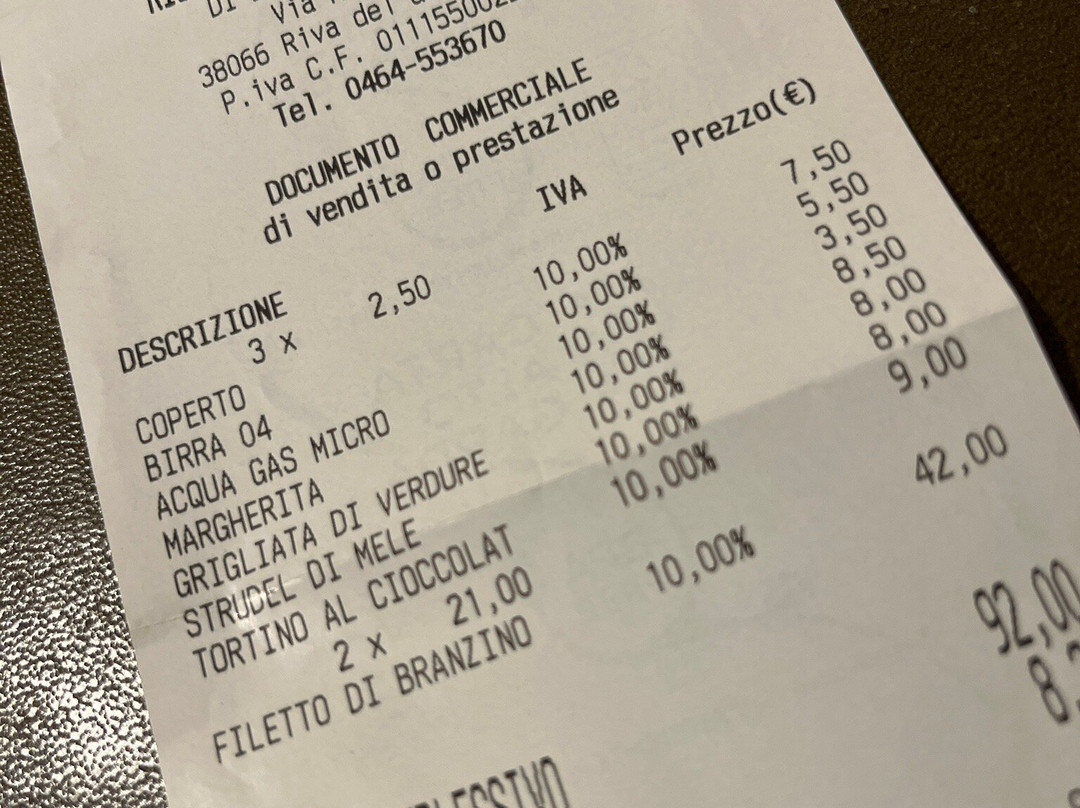 38066 Riva del
P.iva C.F.
Tel. 0464-553670
DOCUMENTO COMMERCIALE
di vendita o prestazione
DESCRIZIONE IVA Prezzo(€)
3 x 2,50
COPERTO 10,00% 7,50
BIRRA 04 10,00% 5,50
ACQUA GAS MICRO 10,00% 3,50
MARGHERITA 10,00% 8,50
GRIGLIATA DI VERDURE 10,00% 8,00
STRUDEL DI MELE 10,00% 8,00
TORTINO AL CIOCCOLAT 10,00% 9,00
2 x 21,00
FILETTO DI BRANZINO 10,00% 42,00
92,00